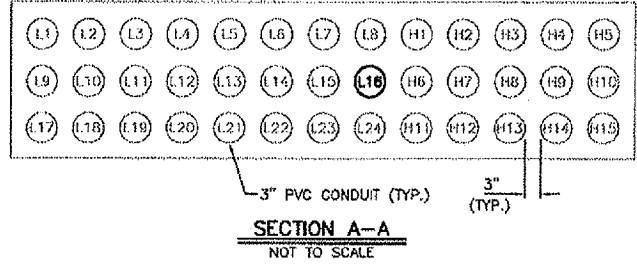 L1 L2 L3 L4 L5 L6 L7 L8 H1 H2 H3 H4 H5
L9 L10 L11 L12 L13 L14 L15 L16 H6 H7 H8 H9 H10
L17 L18 L19 L20 L21 L22 L23 L24 H11 H12 H13 H14 H15
3" PVC CONDUIT (TYP.)
3"
(TYP.)
SECTION A-A
NOT TO SCALE